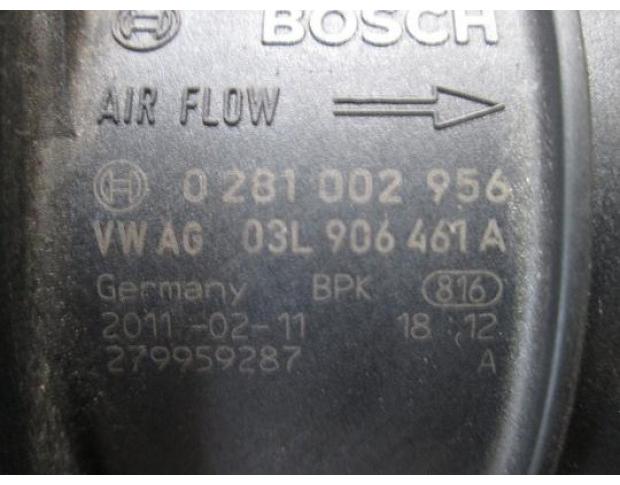 BOSCH
AIR FLOW
0 281 002 956
VW AG 03L 906 461 A
Germany BPK 816
2011-02-11 18:12
279959287 A